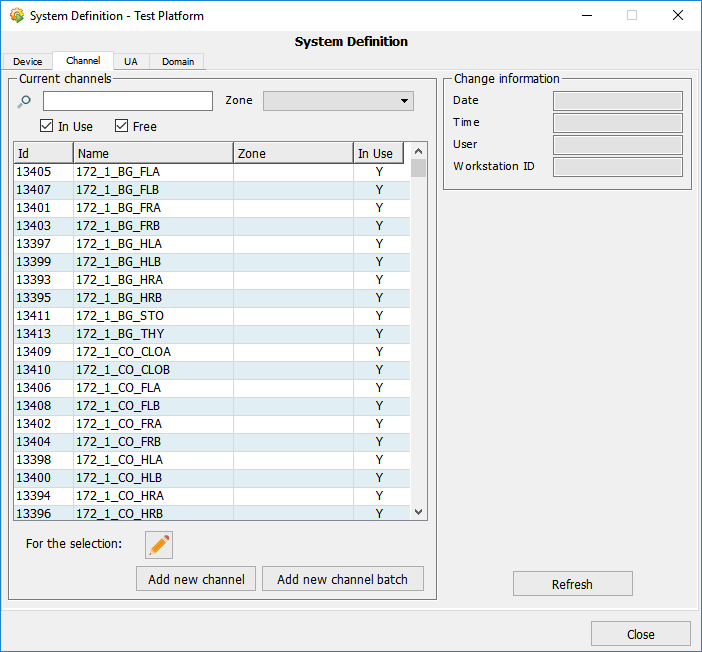 System Definition - Test Platform
System Definition
Device Channel UA Domain
Current channels
Zone
In Use Free
Id Name Zone In Use
13405 172_1_BG_FLA Y
13407 172_1_BG_FLB Y
13401 172_1_BG_FRA Y
13403 172_1_BG_FRB Y
13397 172_1_BG_HLA Y
13399 172_1_BG_HLB Y
13393 172_1_BG_HRA Y
13395 172_1_BG_HRB Y
13411 172_1_BG_STO Y
13413 172_1_BG_THY Y
13409 172_1_CO_CLOA Y
13410 172_1_CO_CLOB Y
13406 172_1_CO_FLA Y
13408 172_1_CO_FLB Y
13402 172_1_CO_FRA Y
13404 172_1_CO_FRB Y
13398 172_1_CO_HLA Y
13400 172_1_CO_HLB Y
13394 172_1_CO_HRA Y
13396 172_1_CO_HRB Y
For the selection:
Add new channel Add new channel batch
Change information
Date
Time
User
Workstation ID
Refresh
Close